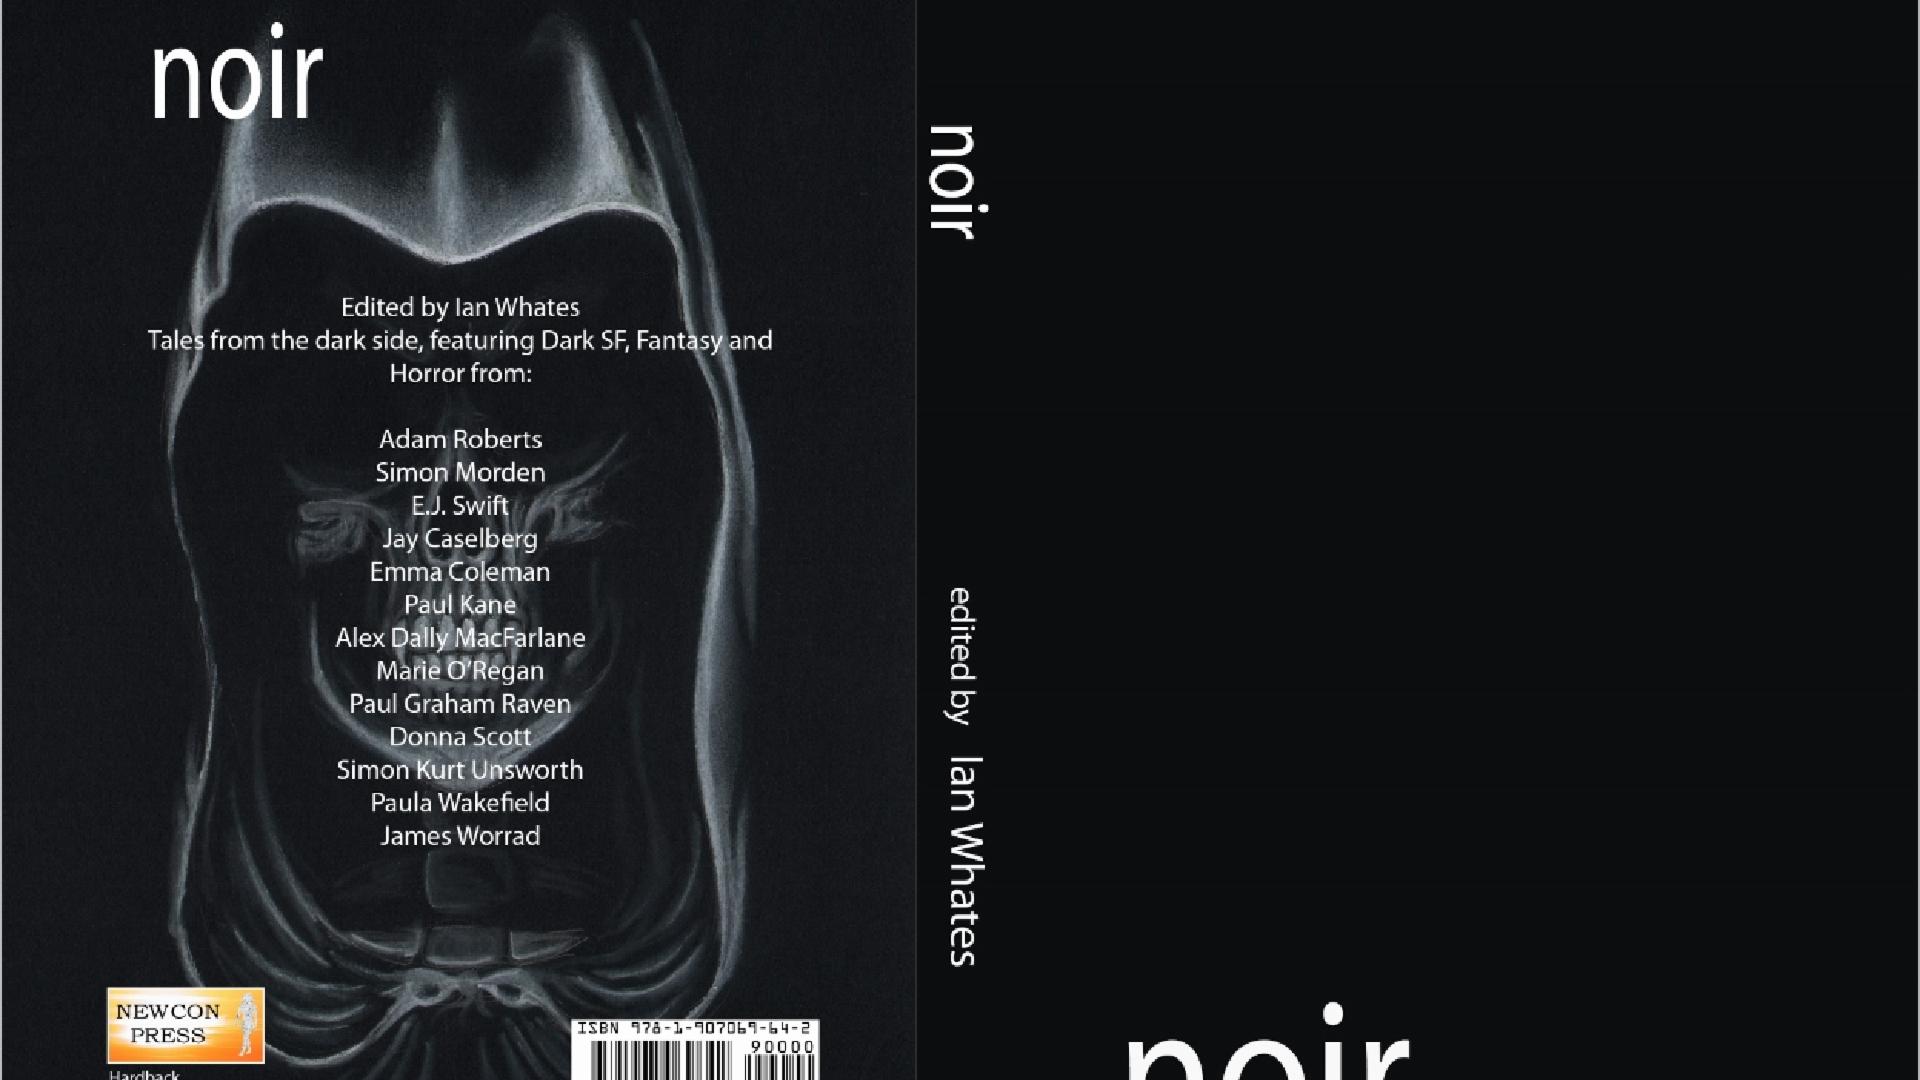 noir
Edited by Ian Whates
Tales from the dark side, featuring Dark SF, Fantasy and
Horror from:
Adam Roberts
Simon Morden
E.J. Swift
Jay Caselberg
Emma Coleman
Paul Kane
Alex Dally MacFarlane
Marie O’Regan
Paul Graham Raven
Donna Scott
Simon Kurt Unsworth
Paula Wakefield
James Worrad
NEWCON
PRESS
Hardback
ISBN 978-1-907069-64-2
90000
noir
edited by Ian Whates
noir